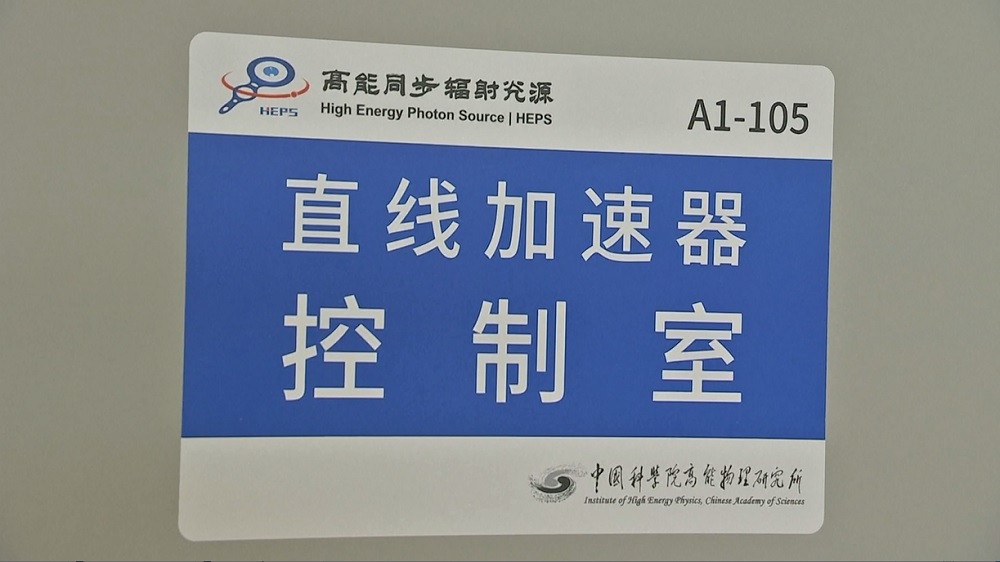 HEPS
高能同步辐射光源
High Energy Photon Source | HEPS
A1-105
直线加速器
控制室
中国科学院高能物理研究所
Institute of High Energy Physics, Chinese Academy of Sciences